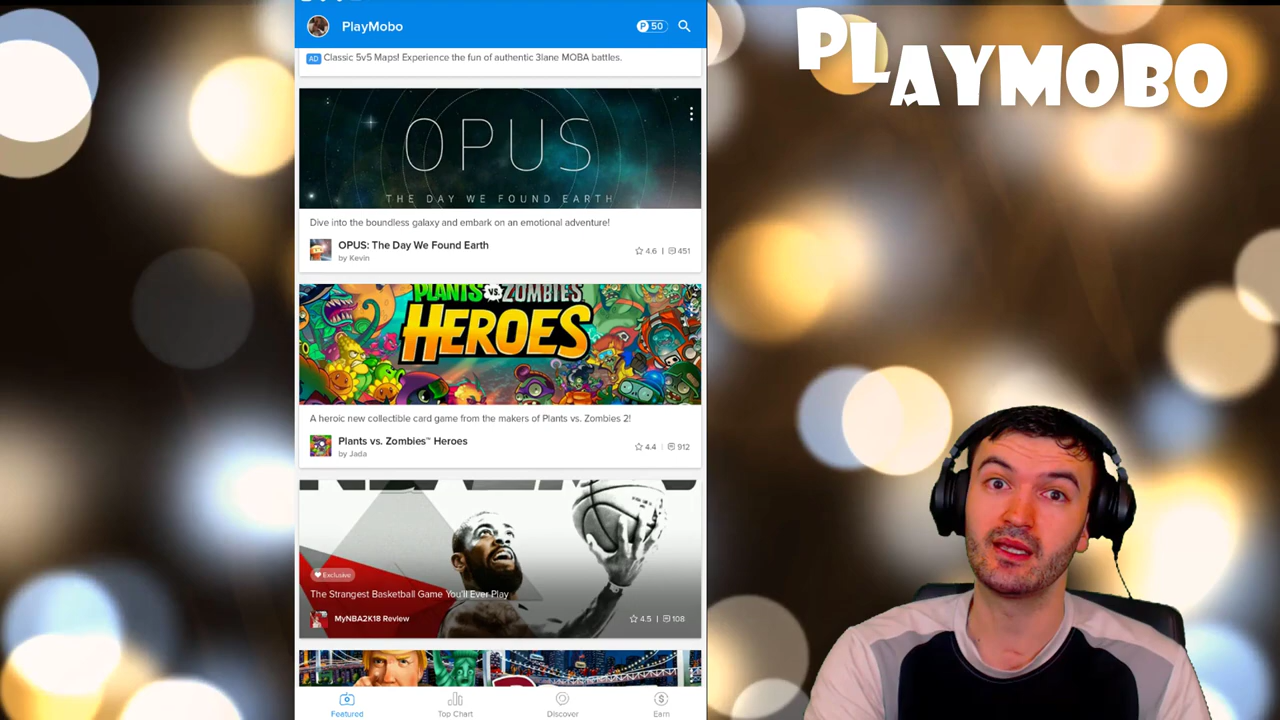 PlayMobo
P 50
PLAYMOBO
AD Classic 5v5 Maps! Experience the fun of authentic 3lane MOBA battles.
OPUS
THE DAY WE FOUND EARTH
Dive into the boundless galaxy and embark on an emotional adventure!
OPUS: The Day We Found Earth
4.6 | 451
by Kevin
PLANTS VS. ZOMBIES
HEROES
A heroic new collectible card game from the makers of Plants vs. Zombies 2!
Plants vs. Zombies™ Heroes
4.4 | 912
by Jada
Exclusive
The Strangest Basketball Game You'll Ever Play
MyNBA2K18 Review
4.5 | 108
Featured
Top Chart
Discover
Earn